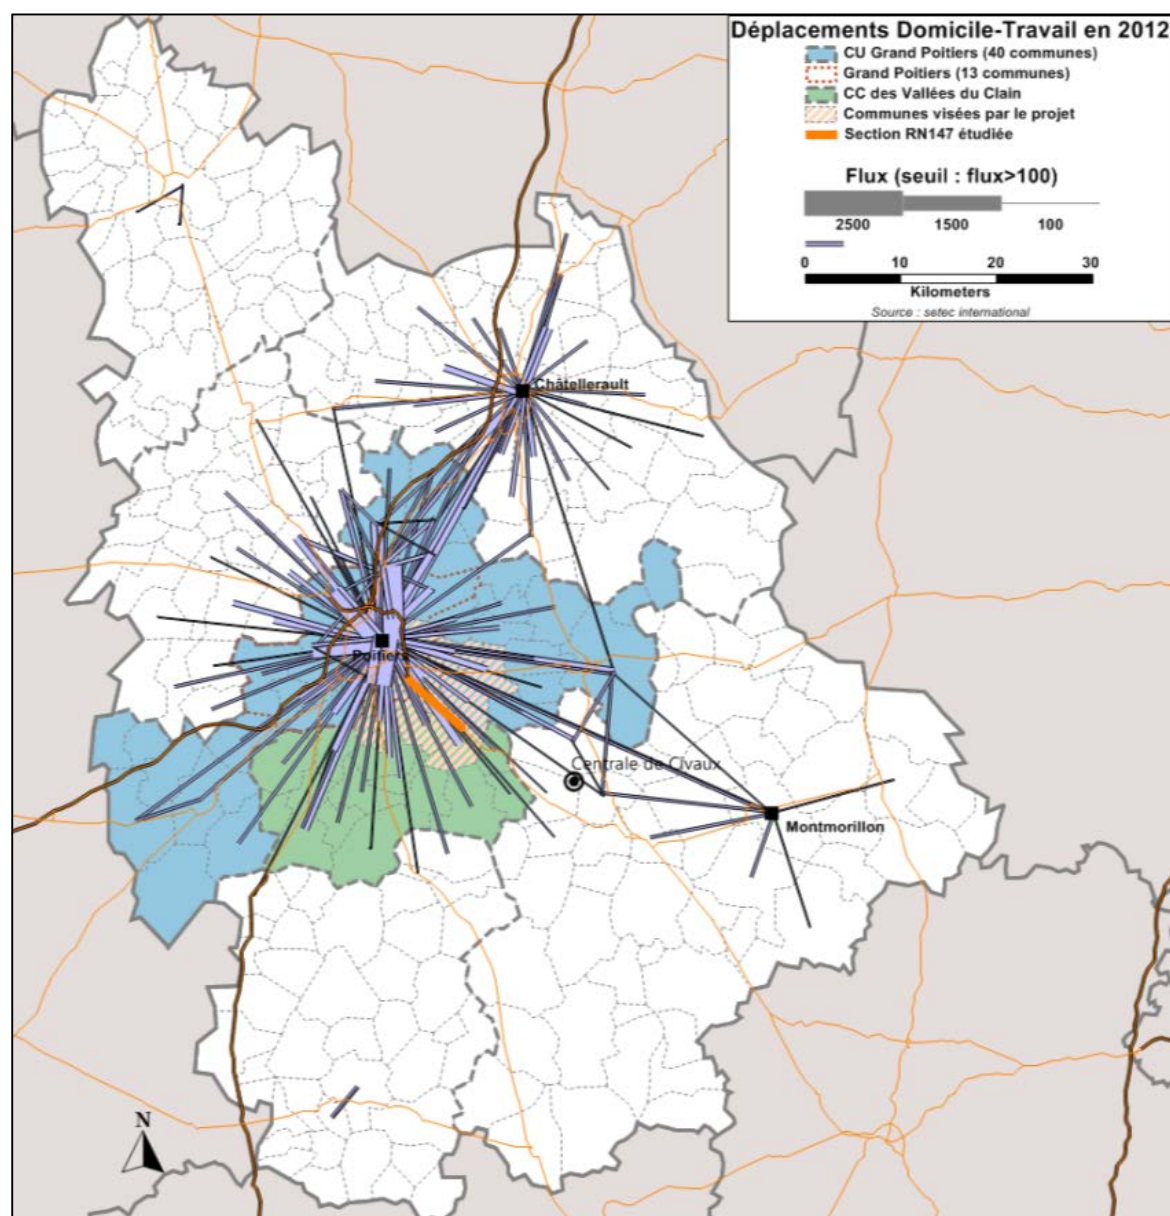 Déplacements Domicile-Travail en 2012
CU Grand Poitiers (40 communes)
Grand Poitiers (13 communes)
CC des Vallées du Clain
Communes visées par le projet
Section RN147 étudiée
Flux (seuil : flux>100)
2500 1500 100
0 10 20 30
Kilometers
Source : setec international
Châtellerault
Poitiers
Centrale de Civaux
Montmorillon
N